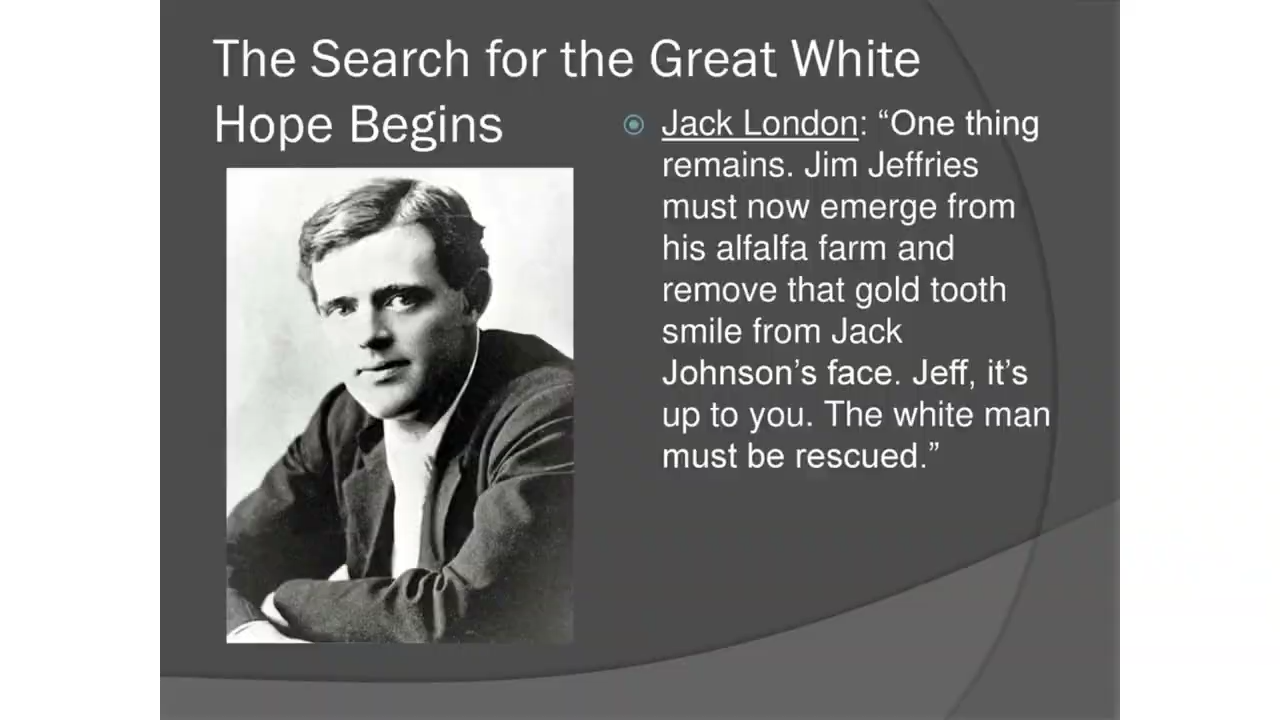 The Search for the Great White
Hope Begins
Jack London: “One thing
remains. Jim Jeffries
must now emerge from
his alfalfa farm and
remove that gold tooth
smile from Jack
Johnson’s face. Jeff, it’s
up to you. The white man
must be rescued.”